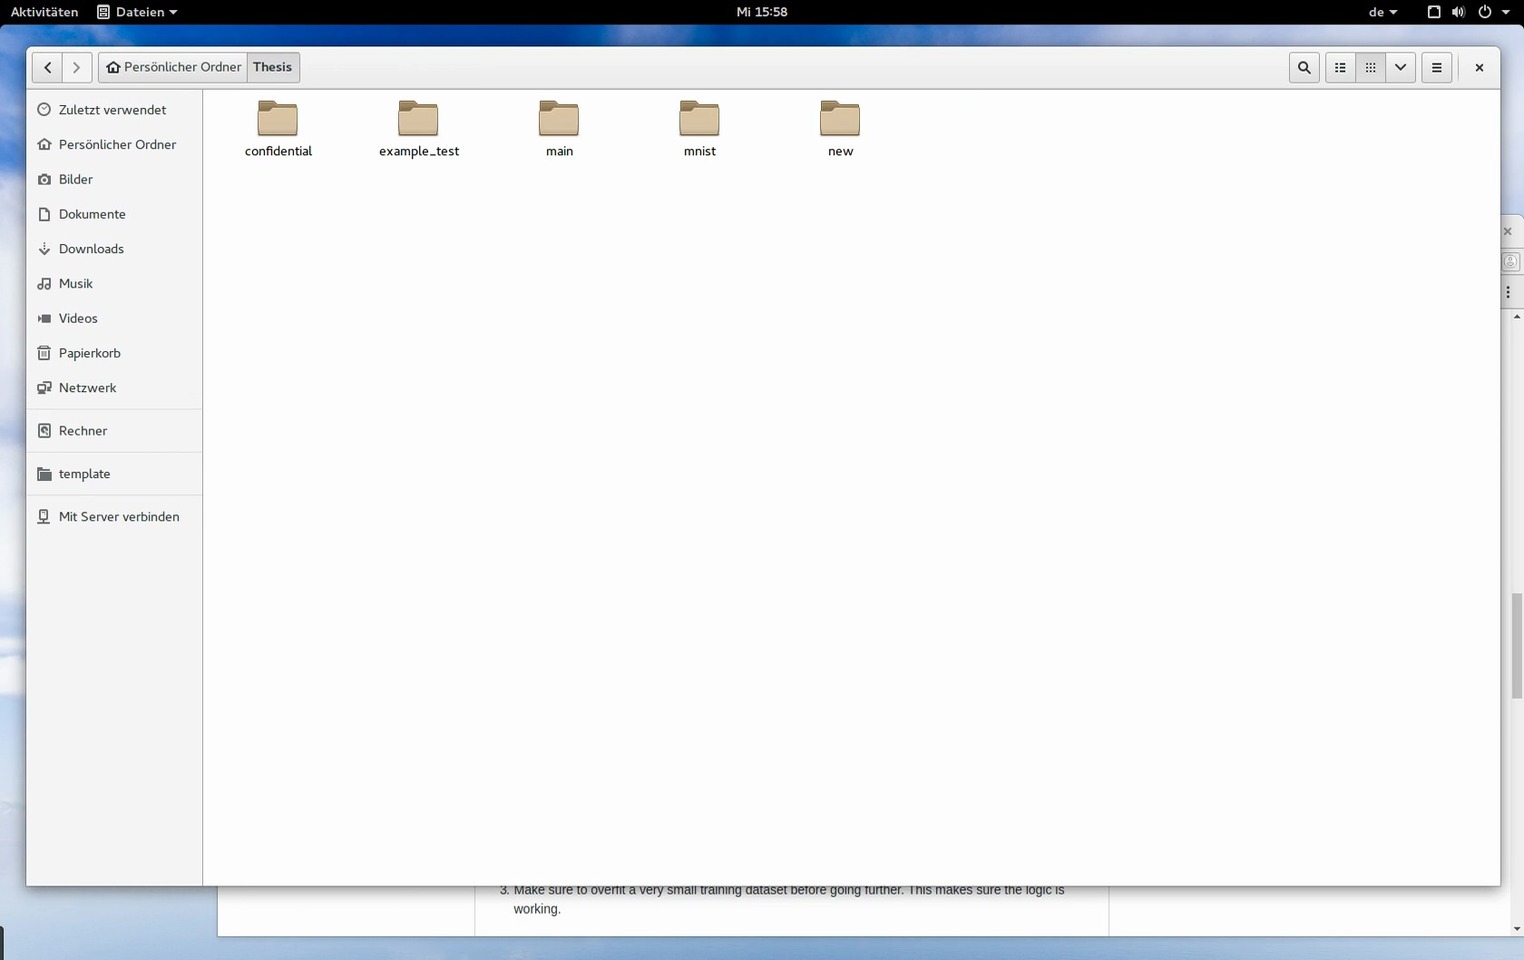 Aktivitäten Dateien Mi 15:58 de
Persönlicher Ordner Thesis
Zuletzt verwendet
Persönlicher Ordner
Bilder
Dokumente
Downloads
Musik
Videos
Papierkorb
Netzwerk
Rechner
template
Mit Server verbinden
confidential example_test main mnist new
3. Make sure to overfit a very small training dataset before going further. This makes sure the logic is
working.